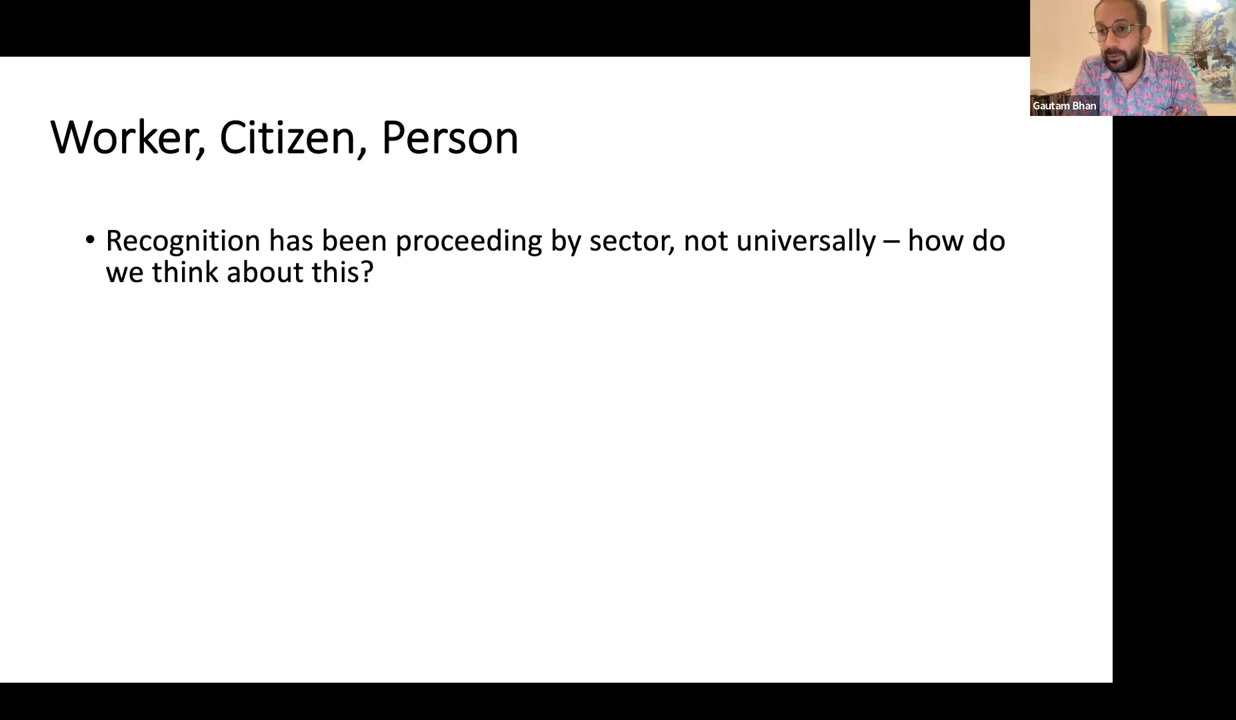 Gautam Bhan
Worker, Citizen, Person
• Recognition has been proceeding by sector, not universally – how do
we think about this?